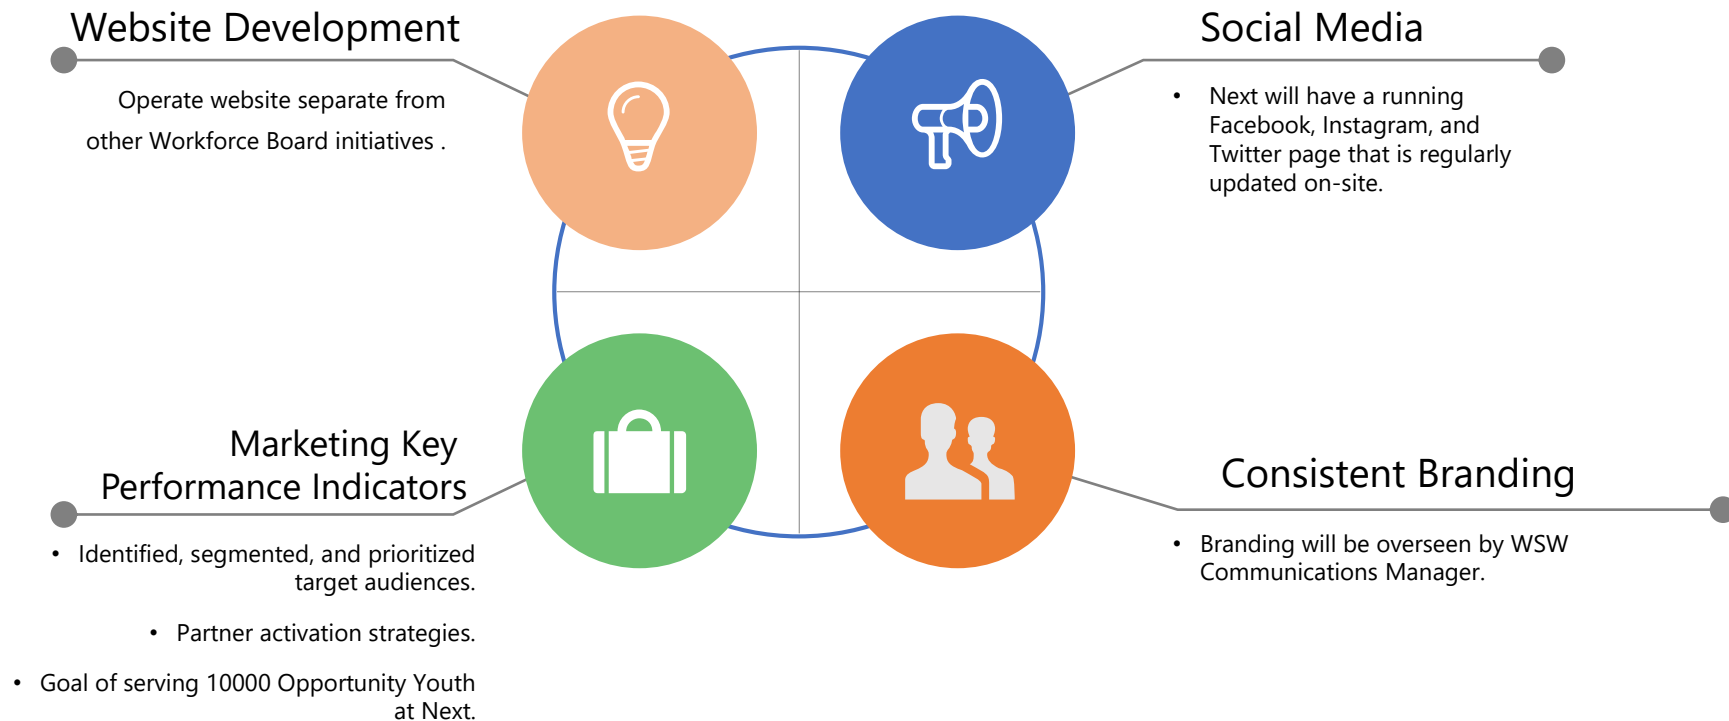 Website Development
Operate website separate from
other Workforce Board initiatives .
Social Media
• Next will have a running
Facebook, Instagram, and
Twitter page that is regularly
updated on-site.
Marketing Key
Performance Indicators
• Identified, segmented, and prioritized
target audiences.
• Partner activation strategies.
• Goal of serving 10000 Opportunity Youth
at Next.
Consistent Branding
• Branding will be overseen by WSW
Communications Manager.